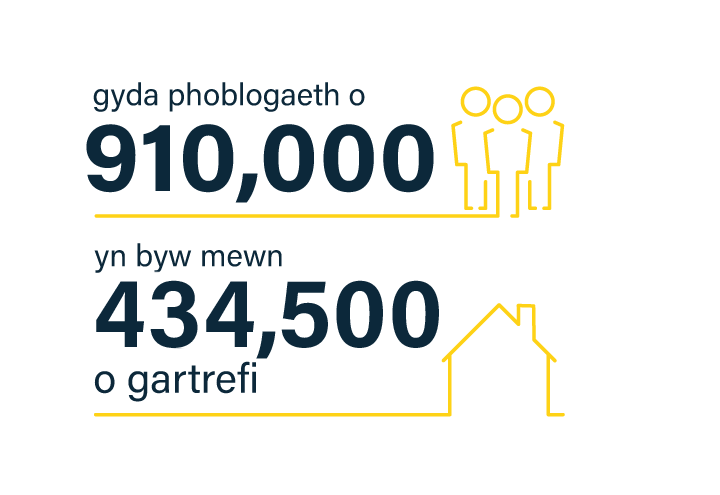 gyda phoblogaeth o
910,000
yn byw mewn
434,500
o gartrefi